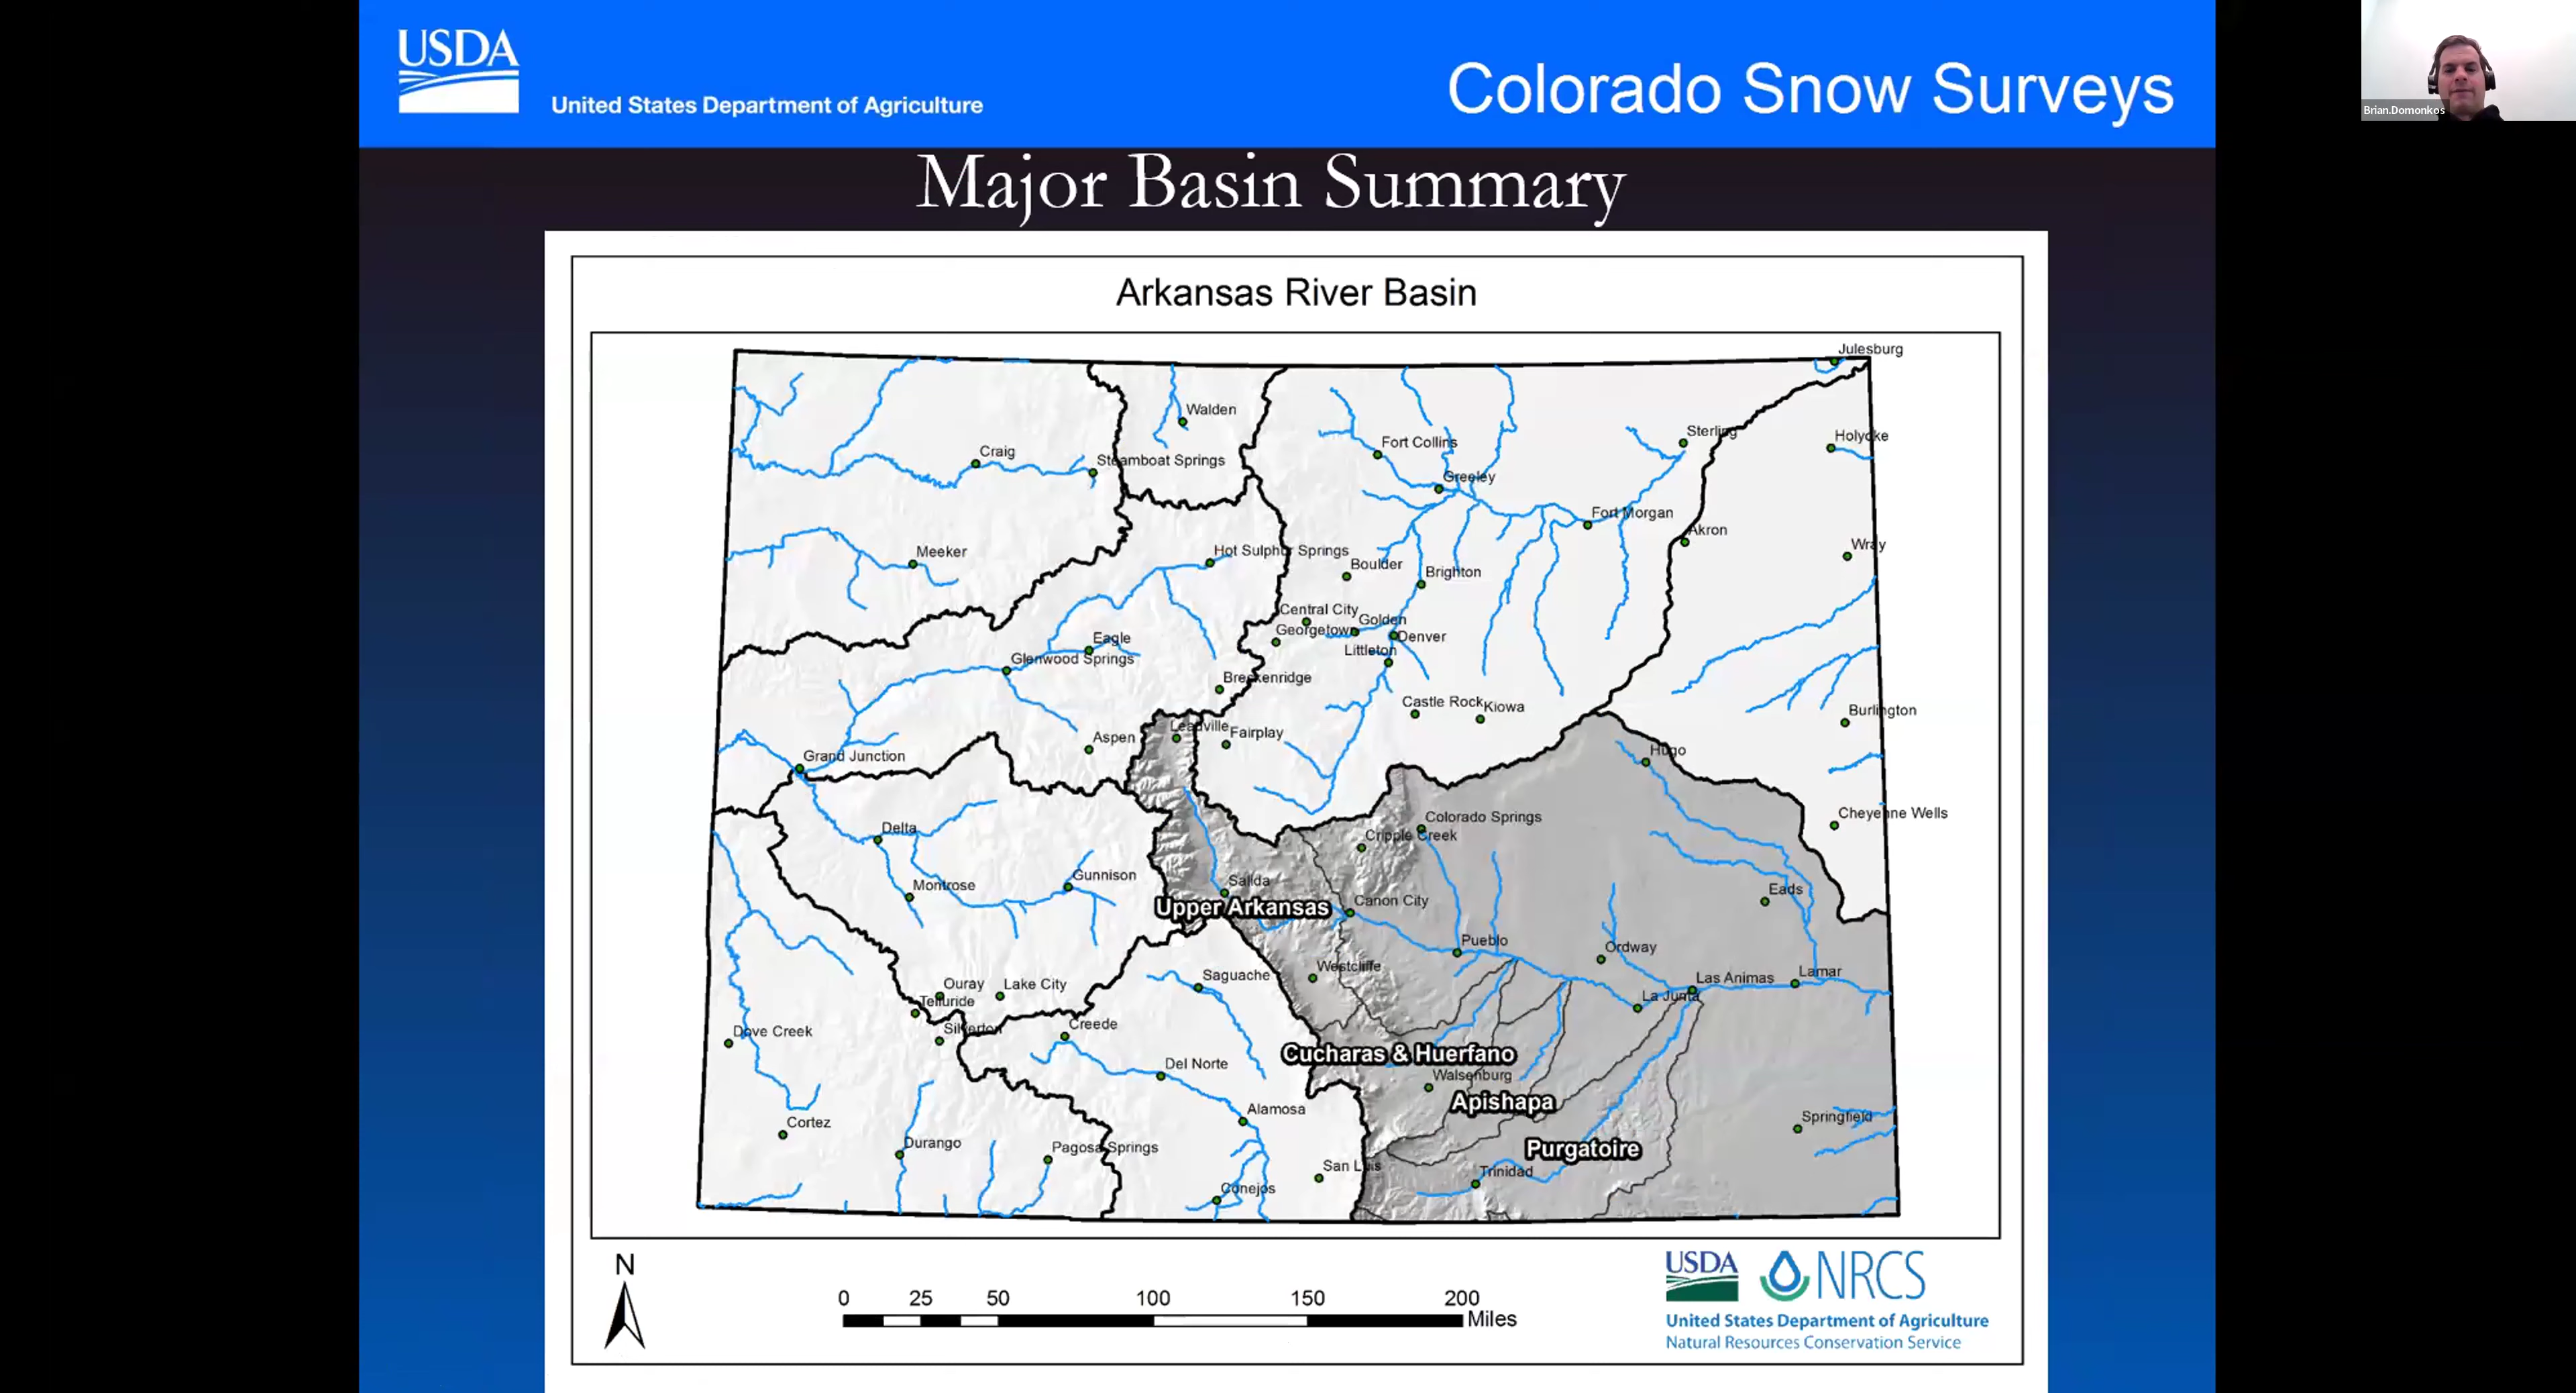 USDA
United States Department of Agriculture
Colorado Snow Surveys
Brian.Domonkos
Major Basin Summary
Arkansas River Basin
Julesburg
Walden
Sterling
Holyoke
Fort Collins
Craig
Steamboat Springs
Greeley
Fort Morgan
Akron
Wray
Meeker
Hot Sulphur Springs
Boulder
Brighton
Central City
Golden
Georgetown
Denver
Eagle
Littleton
Glenwood Springs
Breckenridge
Castle Rock
Kiowa
Burlington
Leadville
Fairplay
Aspen
Hugo
Grand Junction
Cheyenne Wells
Colorado Springs
Delta
Cripple Creek
Gunnison
Salida
Montrose
Eads
Canon City
Upper Arkansas
Pueblo
Ordway
Westcliffe
Saguache
Las Animas
Lamar
Ouray
Lake City
La Junta
Telluride
Silverton
Creede
Dove Creek
Cucharas & Huerfano
Del Norte
Walsenburg
Apishapa
Alamosa
Springfield
Cortez
Durango
Pagosa Springs
Purgatoire
San Luis
Trinidad
Conejos
N
0 25 50 100 150 200
Miles
USDA NRCS
United States Department of Agriculture
Natural Resources Conservation Service